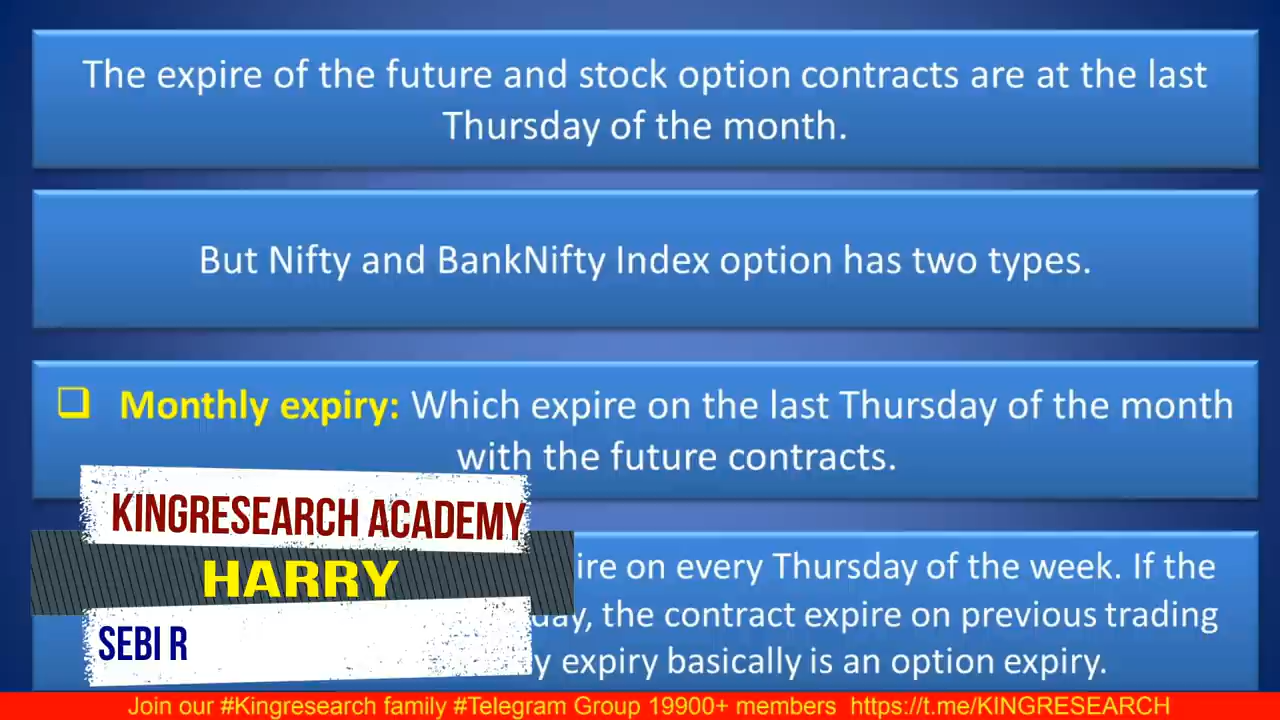 The expire of the future and stock option contracts are at the last
Thursday of the month.
But Nifty and BankNifty Index option has two types.
Monthly expiry: Which expire on the last Thursday of the month
with the future contracts.
KINGRESEARCH ACADEMY
HARRY
SEBI R
ire on every Thursday of the week. If the
day, the contract expire on previous trading
y expiry basically is an option expiry.
Join our #Kingresearch family #Telegram Group 19900+ members https://t.me/KINGRESEARCH